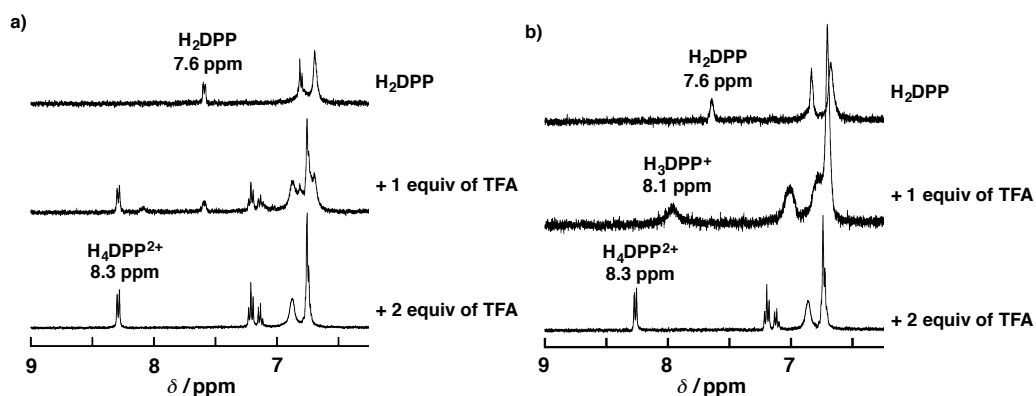 a)
H₂DPP
7.6 ppm
H₂DPP
+ 1 equiv of TFA
H₄DPP²⁺
8.3 ppm
+ 2 equiv of TFA
9 8 7
δ / ppm
b)
H₂DPP
7.6 ppm
H₂DPP
H₃DPP⁺
8.1 ppm
+ 1 equiv of TFA
H₄DPP²⁺
8.3 ppm
+ 2 equiv of TFA
9 8 7
δ / ppm